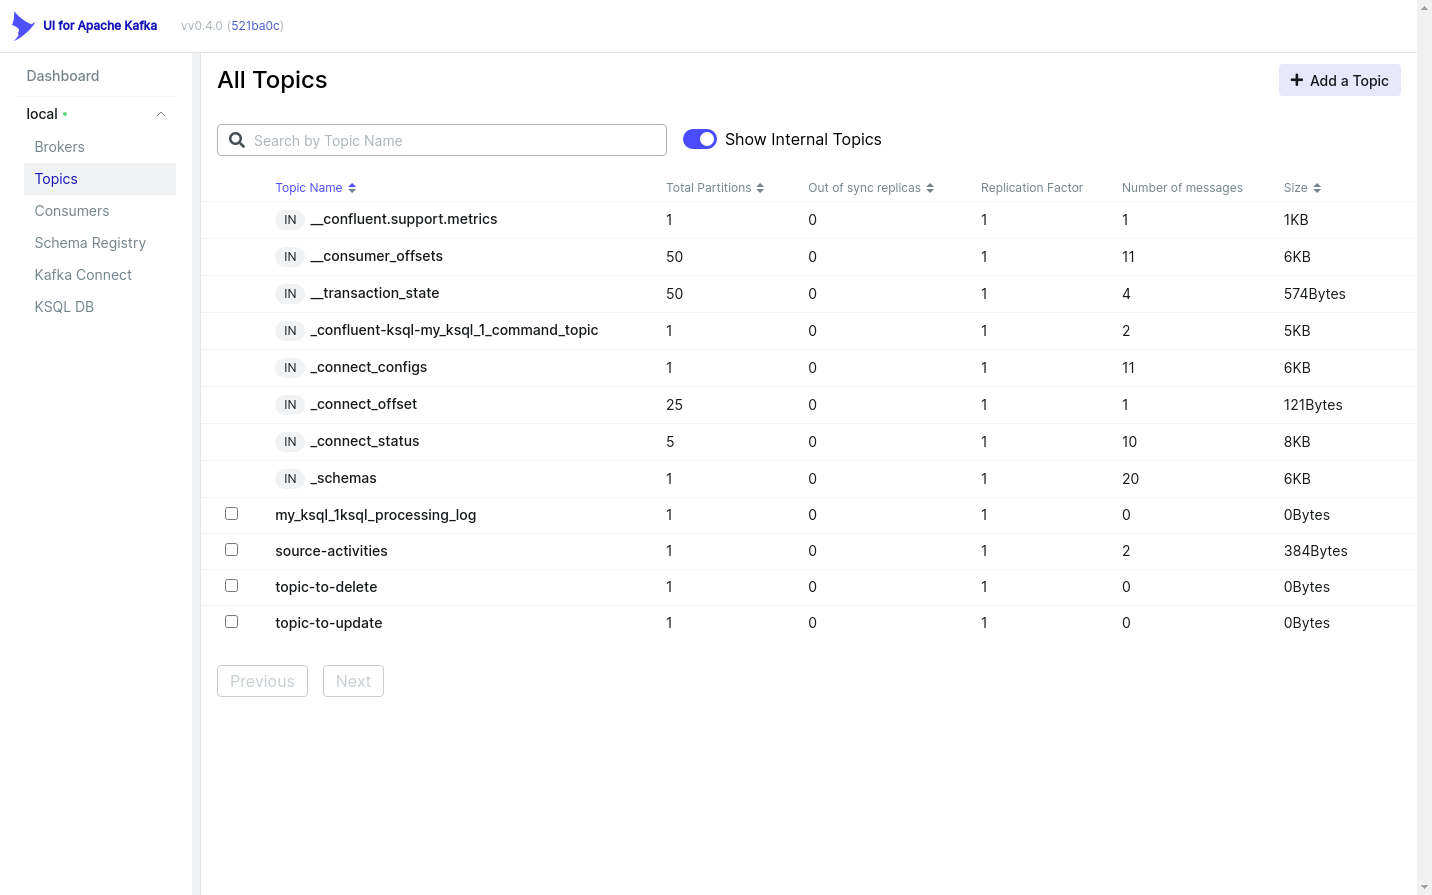 UI for Apache Kafka vv0.4.0 (521ba0c)
Dashboard
local
Brokers
Topics
Consumers
Schema Registry
Kafka Connect
KSQL DB
All Topics
Add a Topic
Search by Topic Name
Show Internal Topics
Topic Name Total Partitions Out of sync replicas Replication Factor Number of messages Size
IN __confluent.support.metrics 1 0 1 1 1KB
IN __consumer_offsets 50 0 1 11 6KB
IN __transaction_state 50 0 1 4 574Bytes
IN _confluent-ksql-my_ksql_1_command_topic 1 0 1 2 5KB
IN _connect_configs 1 0 1 11 6KB
IN _connect_offset 25 0 1 1 121Bytes
IN _connect_status 5 0 1 10 8KB
IN _schemas 1 0 1 20 6KB
my_ksql_1ksql_processing_log 1 0 1 0 0Bytes
source-activities 1 0 1 2 384Bytes
topic-to-delete 1 0 1 0 0Bytes
topic-to-update 1 0 1 0 0Bytes
Previous Next